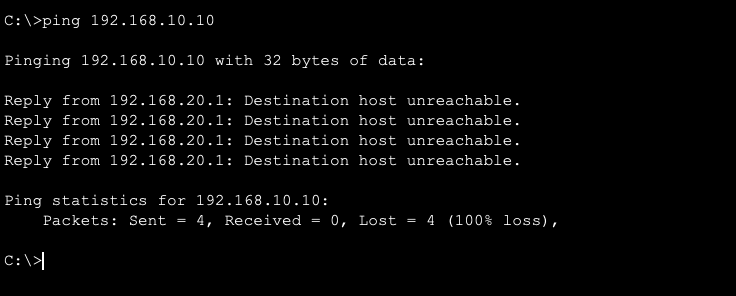 C:\>ping 192.168.10.10
Pinging 192.168.10.10 with 32 bytes of data:
Reply from 192.168.20.1: Destination host unreachable.
Reply from 192.168.20.1: Destination host unreachable.
Reply from 192.168.20.1: Destination host unreachable.
Reply from 192.168.20.1: Destination host unreachable.
Ping statistics for 192.168.10.10:
    Packets: Sent = 4, Received = 0, Lost = 4 (100% loss),
C:\>